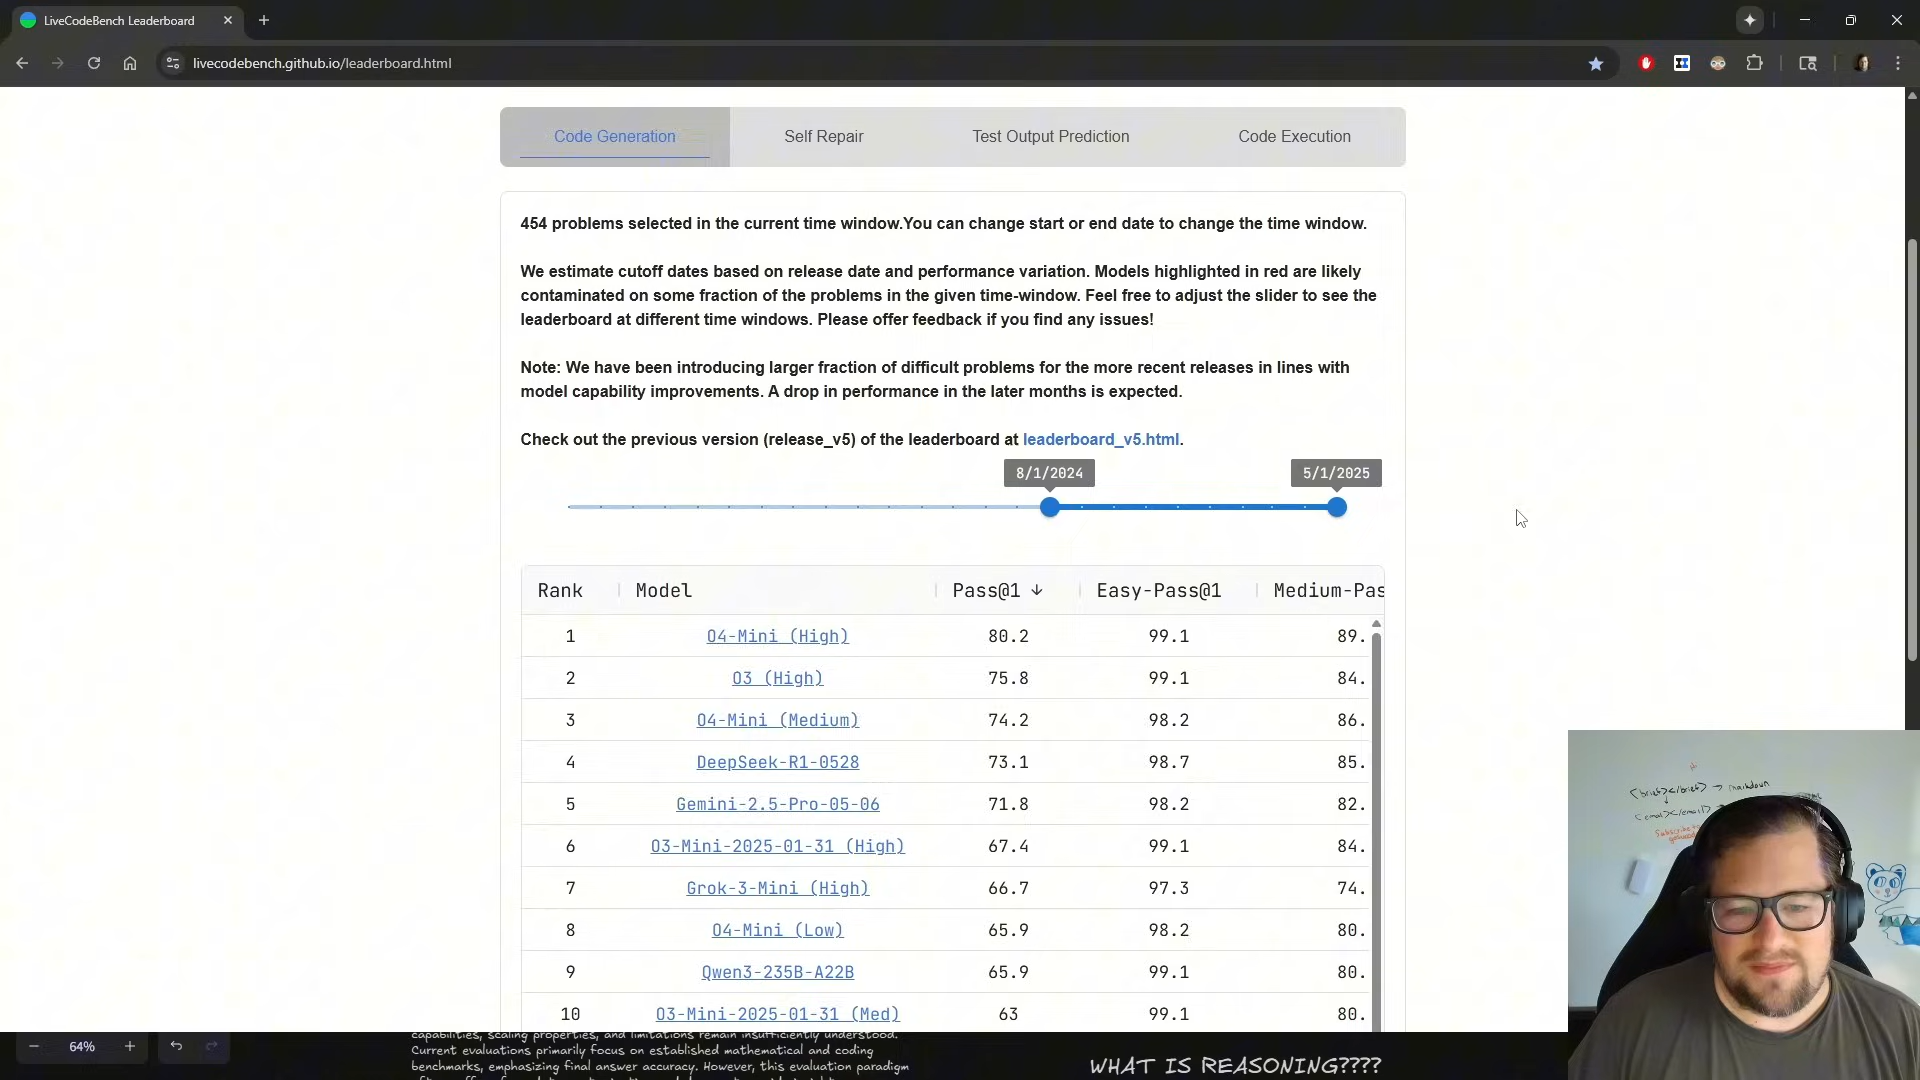 LiveCodeBench Leaderboard
livecodebench.github.io/leaderboard.html
Code Generation
Self Repair
Test Output Prediction
Code Execution
454 problems selected in the current time window.You can change start or end date to change the time window.
We estimate cutoff dates based on release date and performance variation. Models highlighted in red are likely
contaminated on some fraction of the problems in the given time-window. Feel free to adjust the slider to see the
leaderboard at different time windows. Please offer feedback if you find any issues!
Note: We have been introducing larger fraction of difficult problems for the more recent releases in lines with
model capability improvements. A drop in performance in the later months is expected.
Check out the previous version (release_v5) of the leaderboard at leaderboard_v5.html.
8/1/2024 5/1/2025
Rank Model Pass@1 ↓ Easy-Pass@1 Medium-Pas
1 O4-Mini (High) 80.2 99.1 89.
2 O3 (High) 75.8 99.1 84.
3 O4-Mini (Medium) 74.2 98.2 86.
4 DeepSeek-R1-0528 73.1 98.7 85.
5 Gemini-2.5-Pro-05-06 71.8 98.2 82.
6 O3-Mini-2025-01-31 (High) 67.4 99.1 84.
7 Grok-3-Mini (High) 66.7 97.3 74.
8 O4-Mini (Low) 65.9 98.2 80.
9 Qwen3-235B-A22B 65.9 99.1 80.
10 O3-Mini-2025-01-31 (Med) 63 99.1 80.
<brief></brief> → markdown
</email>
64%
capabilities, scaling properties, and limitations remain insufficiently understood.
Current evaluations primarily focus on established mathematical and coding
benchmarks, emphasizing final answer accuracy. However, this evaluation paradigm
WHAT IS REASONING????